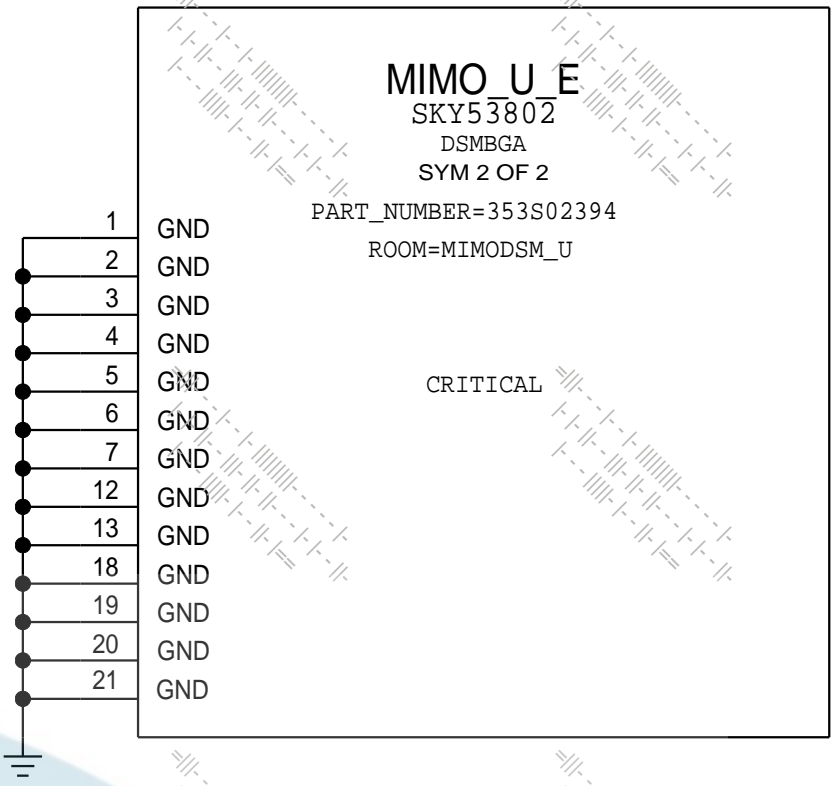 MIMO_U_E
SKY53802
DSMBGA
SYM 2 OF 2
PART_NUMBER=353S02394
ROOM=MIMODSM_U
CRITICAL
1 GND
2 GND
3 GND
4 GND
5 GND
6 GND
7 GND
12 GND
13 GND
18 GND
19 GND
20 GND
21 GND